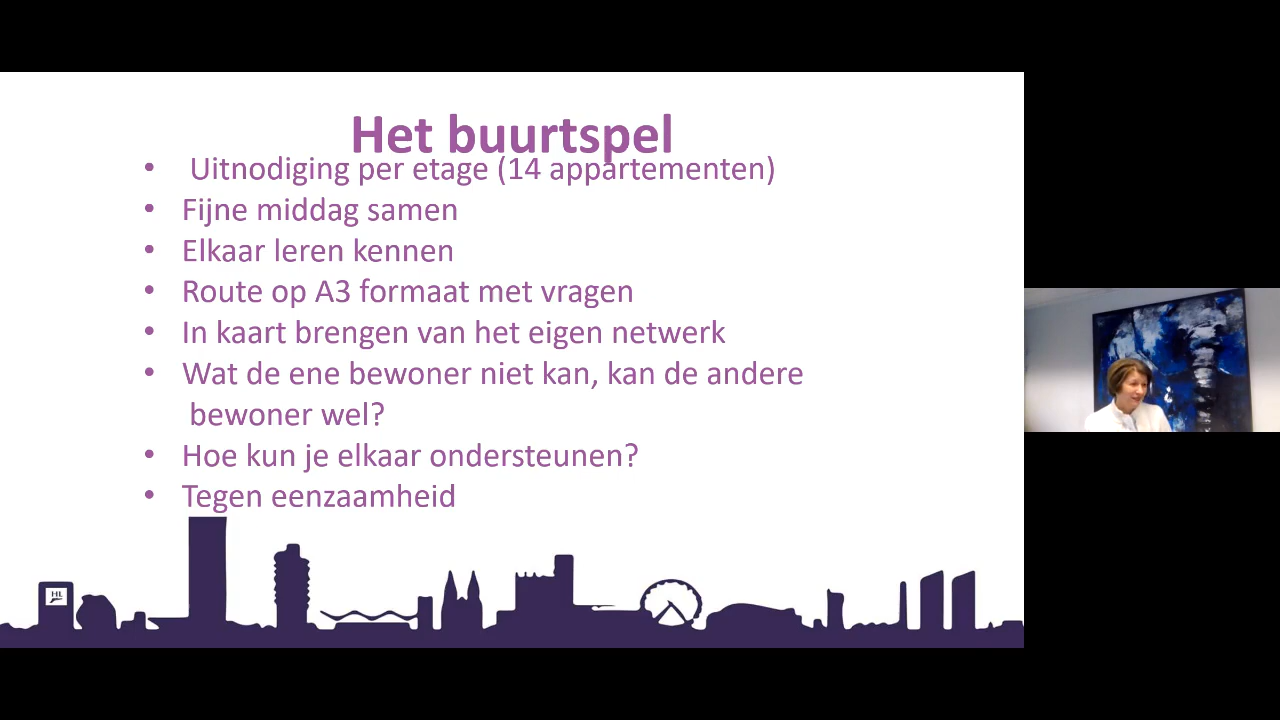 Het buurtspel
• Uitnodiging per etage (14 appartementen)
• Fijne middag samen
• Elkaar leren kennen
• Route op A3 formaat met vragen
• In kaart brengen van het eigen netwerk
• Wat de ene bewoner niet kan, kan de andere
bewoner wel?
• Hoe kun je elkaar ondersteunen?
• Tegen eenzaamheid
HL